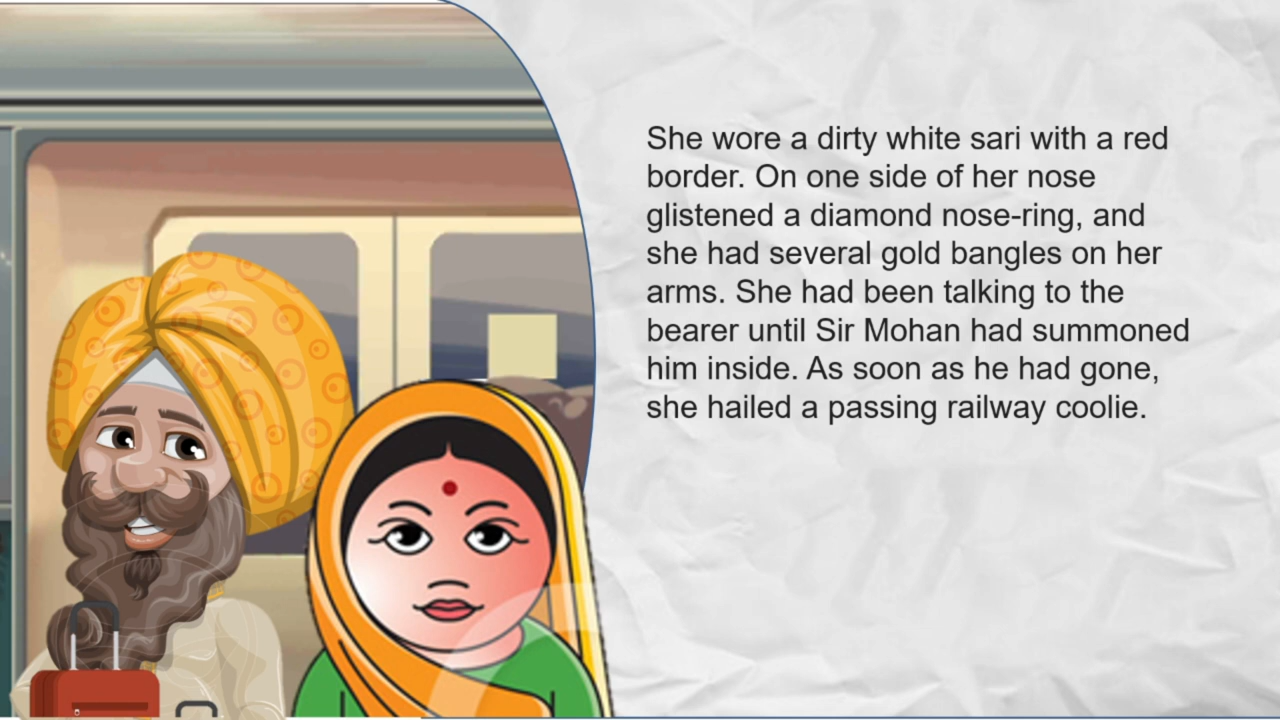 She wore a dirty white sari with a red
border. On one side of her nose
glistened a diamond nose-ring, and
she had several gold bangles on her
arms. She had been talking to the
bearer until Sir Mohan had summoned
him inside. As soon as he had gone,
she hailed a passing railway coolie.